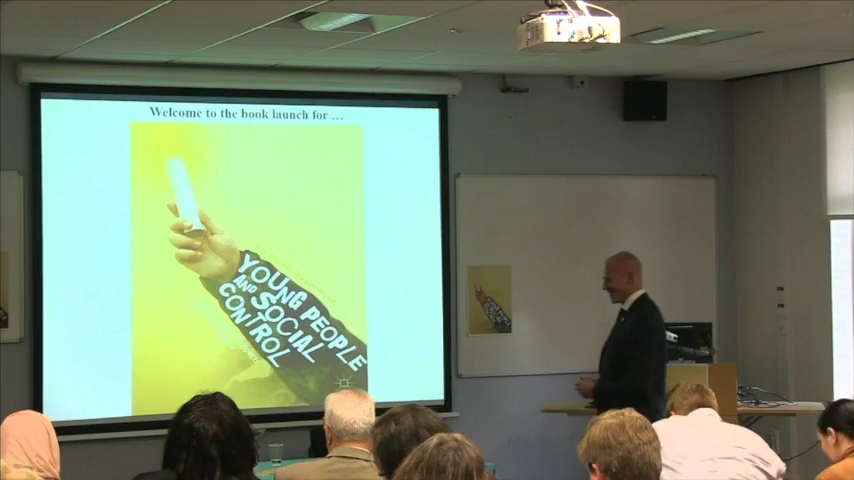 Welcome to the book launch for ...
YOUNG PEOPLE
AND SOCIAL
CONTROL